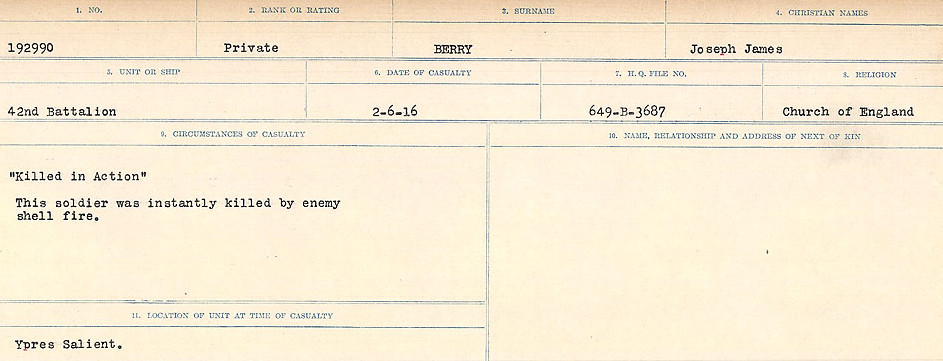 1. NO. 2. RANK OR RATING 3. SURNAME 4. CHRISTIAN NAMES
192990 Private BERRY Joseph James
5. UNIT OR SHIP 6. DATE OF CASUALTY 7. H. Q. FILE NO. 8. RELIGION
42nd Battalion 2-6-16 649-B-3687 Church of England
9. CIRCUMSTANCES OF CASUALTY 10. NAME, RELATIONSHIP AND ADDRESS OF NEXT OF KIN
"Killed in Action"
This soldier was instantly killed by enemy
shell fire.
11. LOCATION OF UNIT AT TIME OF CASUALTY
Ypres Salient.